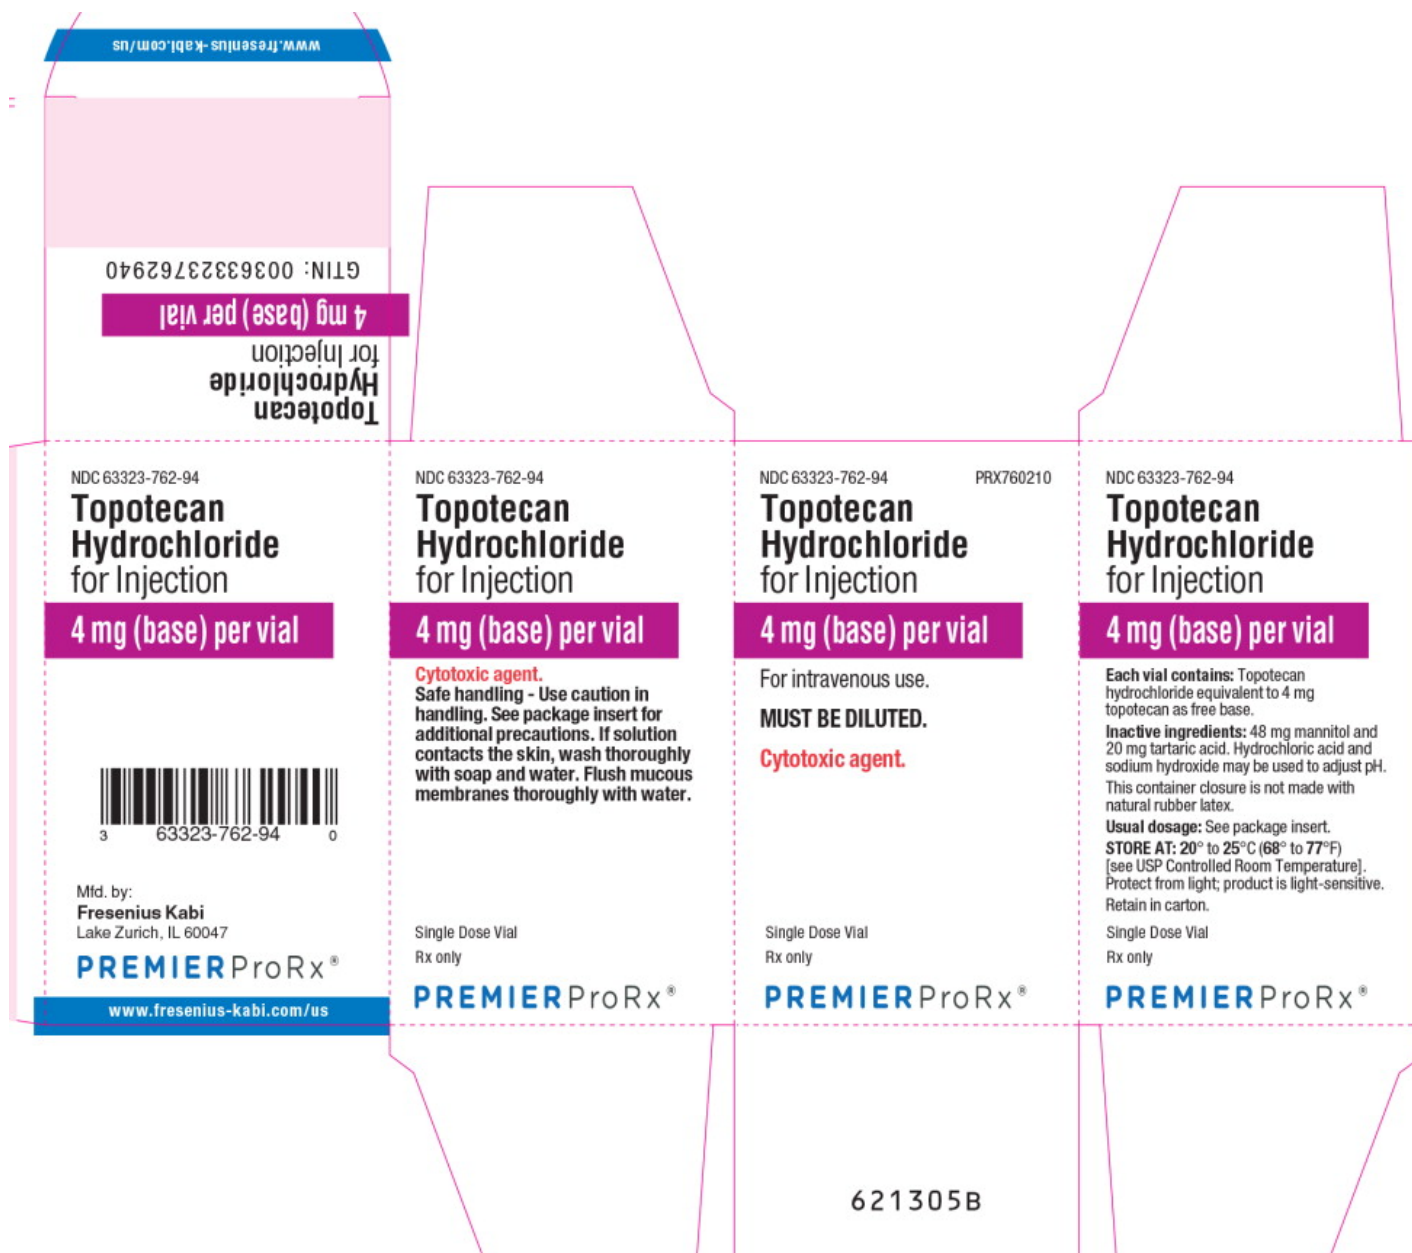 www.fresenius-kabi.com/us
GTIN: 00363323762940
4 mg (base) per vial
for Injection
Hydrochloride
Topotecan
NDC 63323-762-94
Topotecan
Hydrochloride
for Injection
4 mg (base) per vial
3 63323-762-94 0
Mfd. by:
Fresenius Kabi
Lake Zurich, IL 60047
PREMIERProRx®
www.fresenius-kabi.com/us
NDC 63323-762-94
Topotecan
Hydrochloride
for Injection
4 mg (base) per vial
Cytotoxic agent.
Safe handling - Use caution in
handling. See package insert for
additional precautions. If solution
contacts the skin, wash thoroughly
with soap and water. Flush mucous
membranes thoroughly with water.
Single Dose Vial
Rx only
PREMIERProRx®
NDC 63323-762-94 PRX760210
Topotecan
Hydrochloride
for Injection
4 mg (base) per vial
For intravenous use.
MUST BE DILUTED.
Cytotoxic agent.
Single Dose Vial
Rx only
PREMIERProRx®
621305B
NDC 63323-762-94
Topotecan
Hydrochloride
for Injection
4 mg (base) per vial
Each vial contains: Topotecan
hydrochloride equivalent to 4 mg
topotecan as free base.
Inactive ingredients: 48 mg mannitol and
20 mg tartaric acid. Hydrochloric acid and
sodium hydroxide may be used to adjust pH.
This container closure is not made with
natural rubber latex.
Usual dosage: See package insert.
STORE AT: 20° to 25°C (68° to 77°F)
[see USP Controlled Room Temperature].
Protect from light; product is light-sensitive.
Retain in carton.
Single Dose Vial
Rx only
PREMIERProRx®